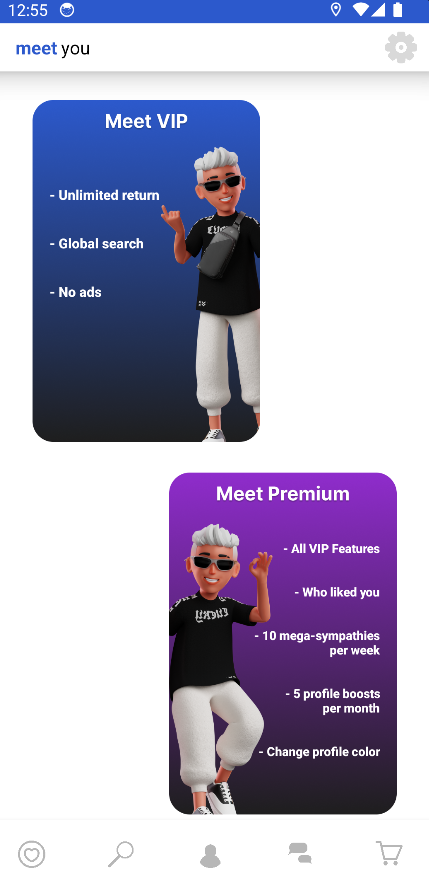 12:55
meet you
Meet VIP
- Unlimited return
- Global search
- No ads
Meet Premium
- All VIP Features
- Who liked you
- 10 mega-sympathies
per week
- 5 profile boosts
per month
- Change profile color